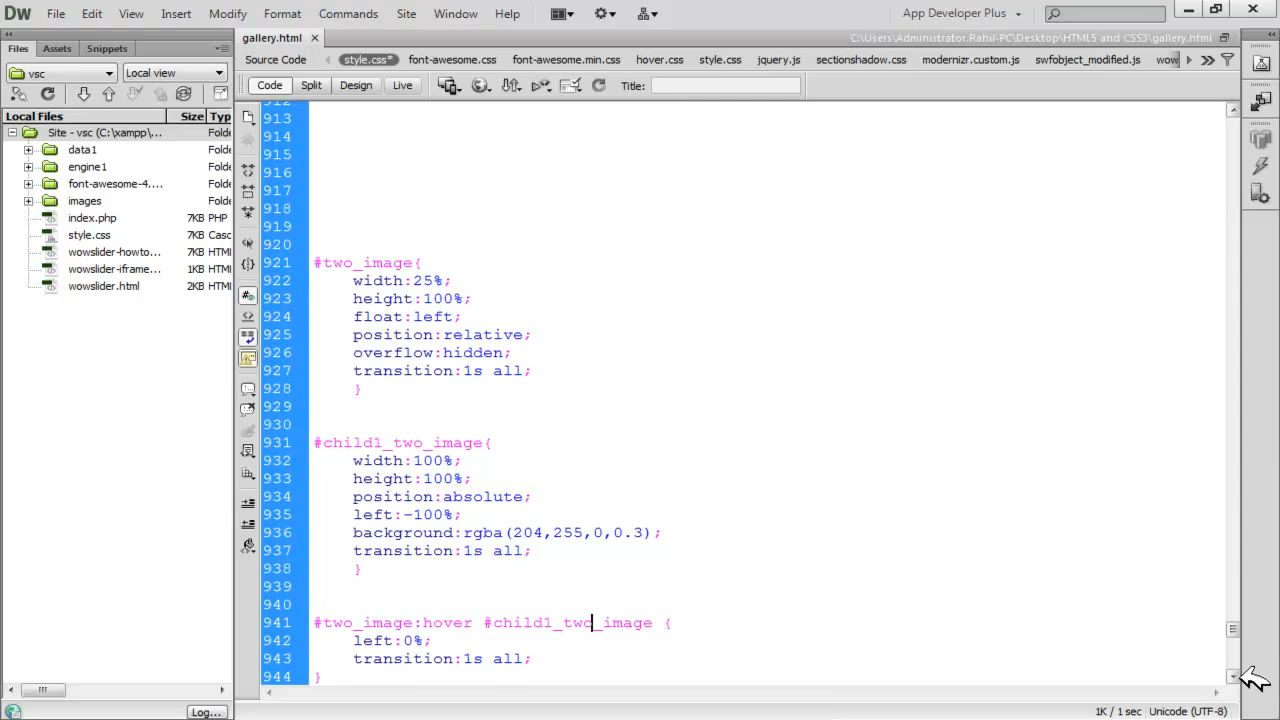 Dw File Edit View Insert Modify Format Commands Site Window Help App Developer Plus
Files Assets Snippets
gallery.html
C:\Users\Administrator.Rahil-PC\Desktop\HTML5 and CSS3\gallery.html
Source Code style.css* font-awesome.css font-awesome.min.css hover.css style.css jquery.js sectionshadow.css modernizr.custom.js swfobject_modified.js wow
vsc Local view
Code Split Design Live Title:
Local Files Size Typ
Site - vsc (C:\xampp\... Folde
data1 Folde
engine1 Folde
font-awesome-4.... Folde
images Folde
index.php 7KB PHP
style.css 7KB Casc
wowslider-howto... 7KB HTML
wowslider-iframe... 1KB HTML
wowslider.html 2KB HTML
912
913
914
915
916
917
918
919
920
921 #two_image{
922 width:25%;
923 height:100%;
924 float:left;
925 position:relative;
926 overflow:hidden;
927 transition:1s all;
928 }
929
930
931 #child1_two_image{
932 width:100%;
933 height:100%;
934 position:absolute;
935 left:-100%;
936 background:rgba(204,255,0,0.3);
937 transition:1s all;
938 }
939
940
941 #two_image:hover #child1_two_image {
942 left:0%;
943 transition:1s all;
944 }
Log...
1K / 1 sec Unicode (UTF-8)